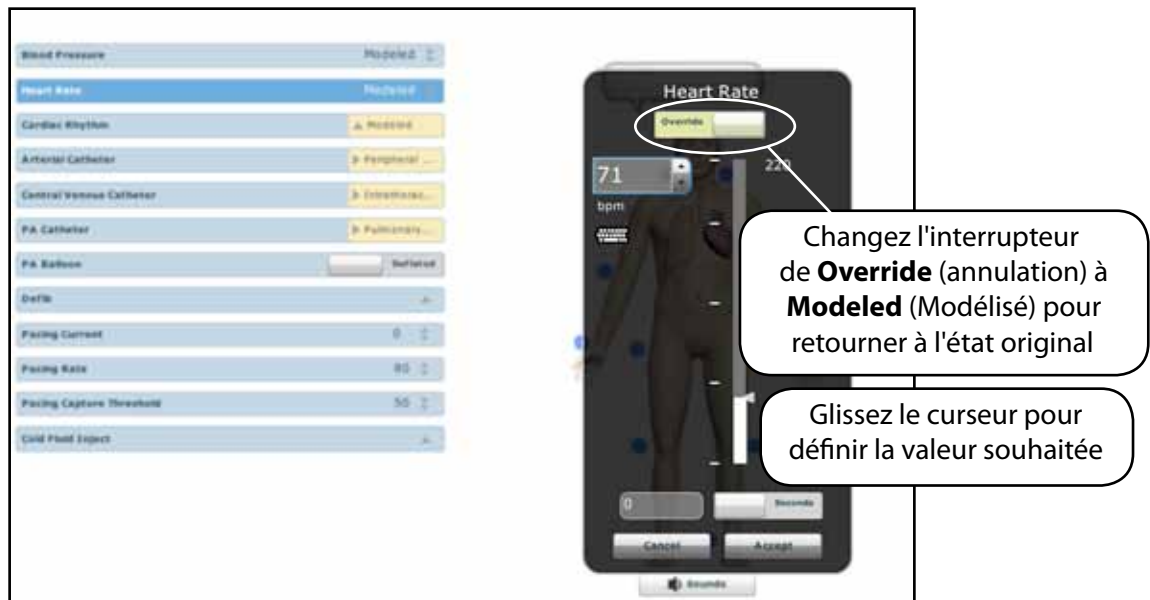 Blood Pressure Modeled
Heart Rate Modeled
Cardiac Rhythm Modeled
Arterial Catheter Peripheral ...
Central Venous Catheter Intrathorac...
PA Catheter Pulmonary...
PA Balloon Deflated
Defib
Pacing Current 0
Pacing Rate 80
Pacing Capture Threshold 50
Cold Fluid Inject
Heart Rate
Override
71
220
bpm
0 Seconds
Cancel Accept
Sounds
Changez l'interrupteur
de Override (annulation) à
Modeled (Modélisé) pour
retourner à l'état original
Glissez le curseur pour
définir la valeur souhaitée